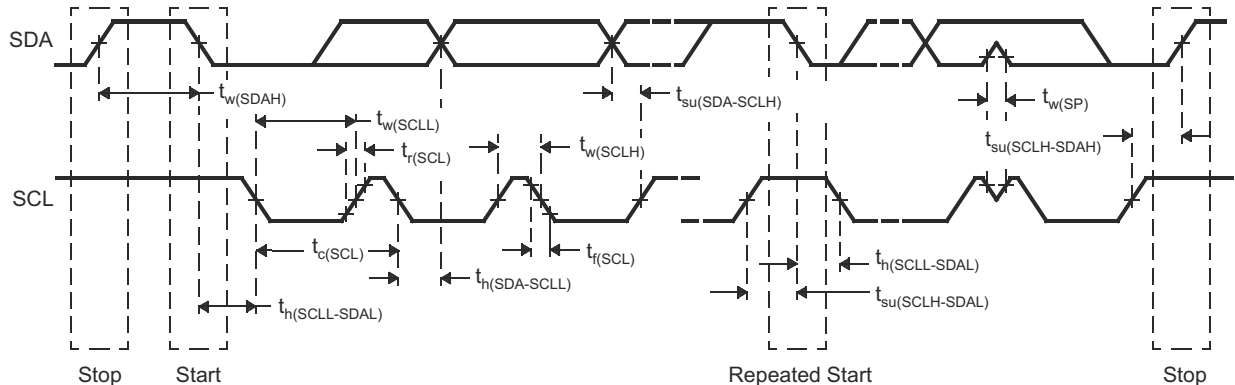 SDA
tw(SDAH)
tsu(SDA-SCLH)
tw(SP)
tw(SCLL)
tr(SCL)
tw(SCLH)
tsu(SCLH-SDAH)
SCL
tc(SCL)
tf(SCL)
th(SDA-SCLL)
th(SCLL-SDAL)
th(SCLL-SDAL)
tsu(SCLH-SDAL)
Stop
Start
Repeated Start
Stop